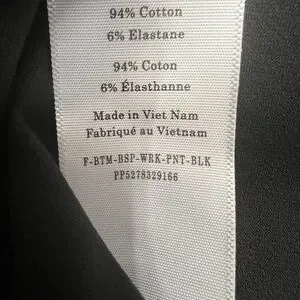 94% Cotton
6% Elastane
94% Coton
6% Élasthanne
Made in Viet Nam
Fabriqué au Vietnam
F-BTM-BSP-WRK-PNT-BLK
PP5278329166